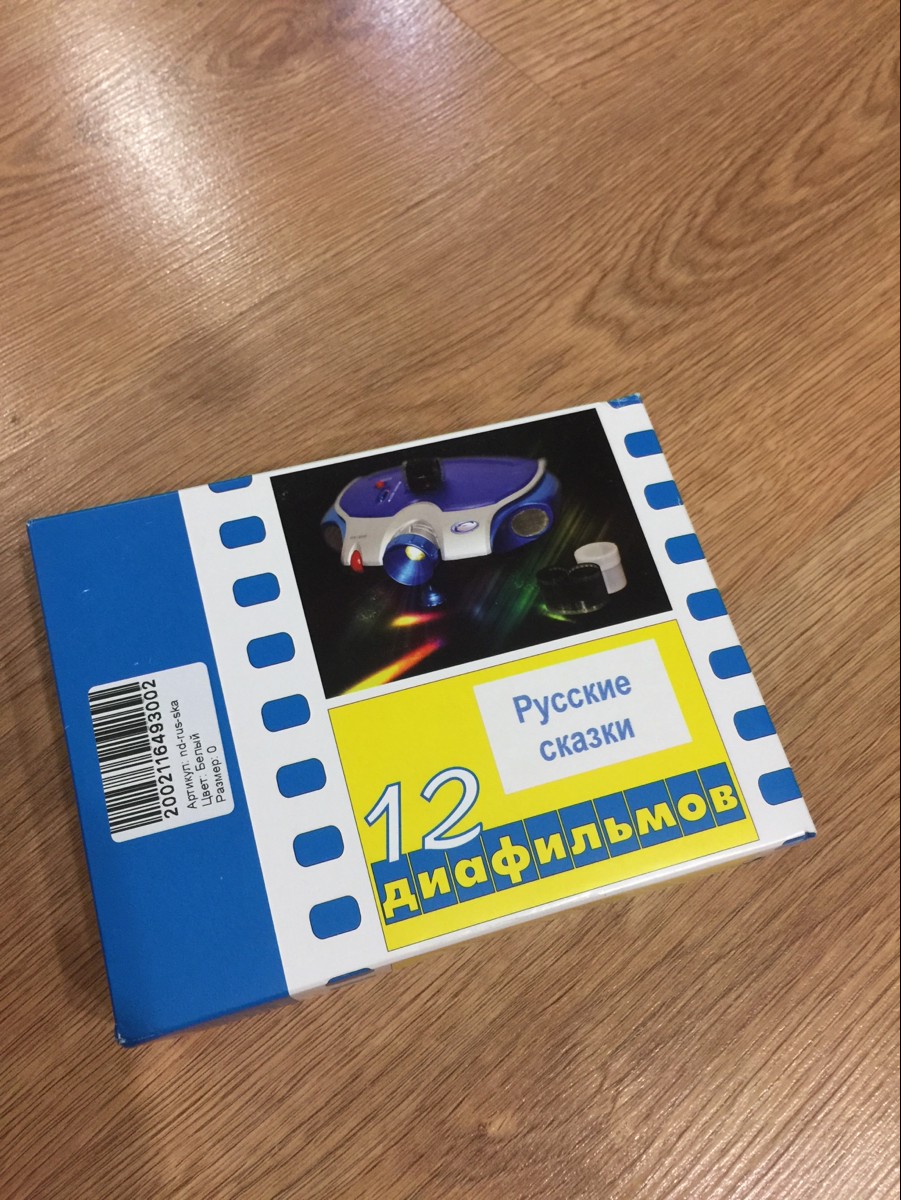 Русские
сказки
12
диафильмов
2002116493002
Артикул: nd-rus-ska
Цвет: Белый
Размер: 0